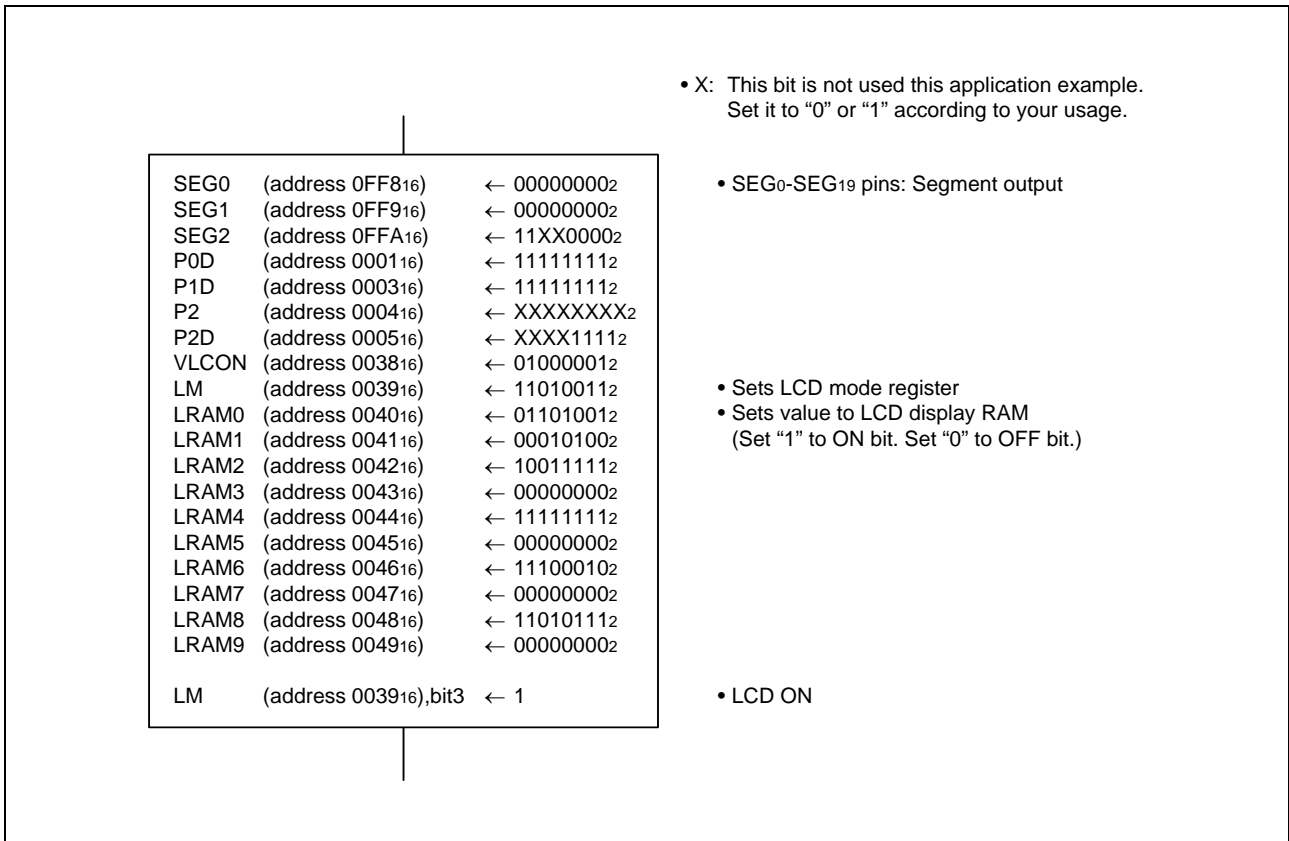 • X: This bit is not used this application example.
Set it to “0” or “1” according to your usage.
SEG0 (address 0FF816) ← 000000002 • SEG0-SEG19 pins: Segment output
SEG1 (address 0FF916) ← 000000002
SEG2 (address 0FFA16) ← 11XX00002
P0D (address 000116) ← 111111112
P1D (address 000316) ← 111111112
P2 (address 000416) ← XXXXXXXX2
P2D (address 000516) ← XXXX11112
VLCON (address 003816) ← 010000012
LM (address 003916) ← 110100112 • Sets LCD mode register
LRAM0 (address 004016) ← 011010012 • Sets value to LCD display RAM
LRAM1 (address 004116) ← 000101002 (Set “1” to ON bit. Set “0” to OFF bit.)
LRAM2 (address 004216) ← 100111112
LRAM3 (address 004316) ← 000000002
LRAM4 (address 004416) ← 111111112
LRAM5 (address 004516) ← 000000002
LRAM6 (address 004616) ← 111000102
LRAM7 (address 004716) ← 000000002
LRAM8 (address 004816) ← 110101112
LRAM9 (address 004916) ← 000000002
LM (address 003916),bit3 ← 1 • LCD ON